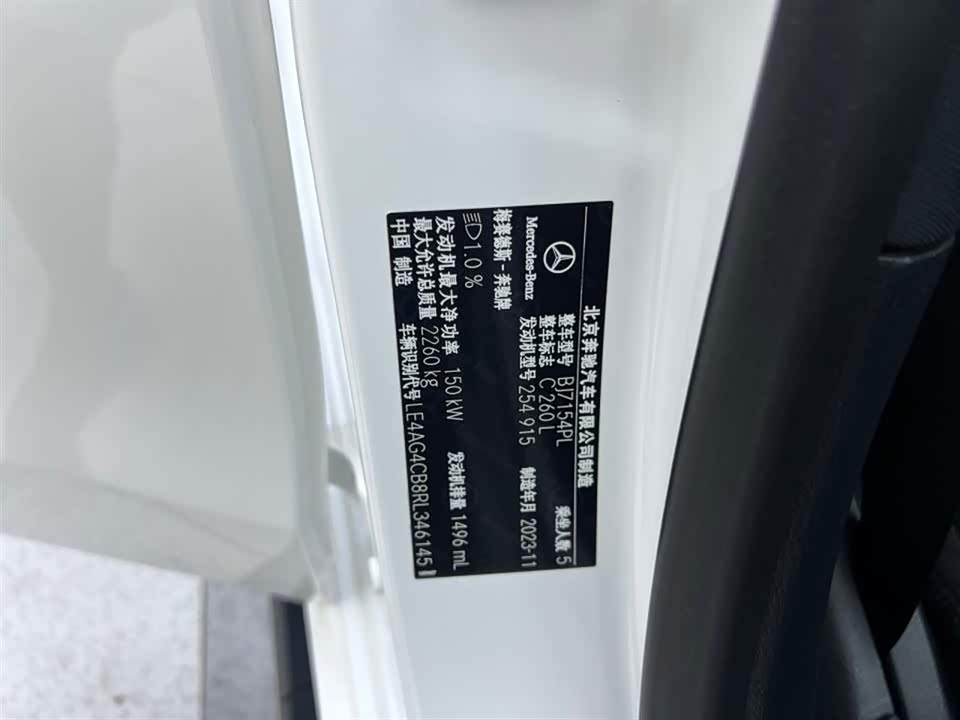 北京奔驰汽车有限公司制造
Mercedes-Benz
梅赛德斯-奔驰牌
整车型号 BJ7154PL
乘坐人数 5
整车标志 C 260 L
发动机型号 254 915
制造年月 2023-11
1.0 %
发动机最大净功率 150 kW
发动机排量 1496 mL
最大允许总质量 2260 kg
中国 制造
车辆识别代号 LE4AG4CB8RL346145